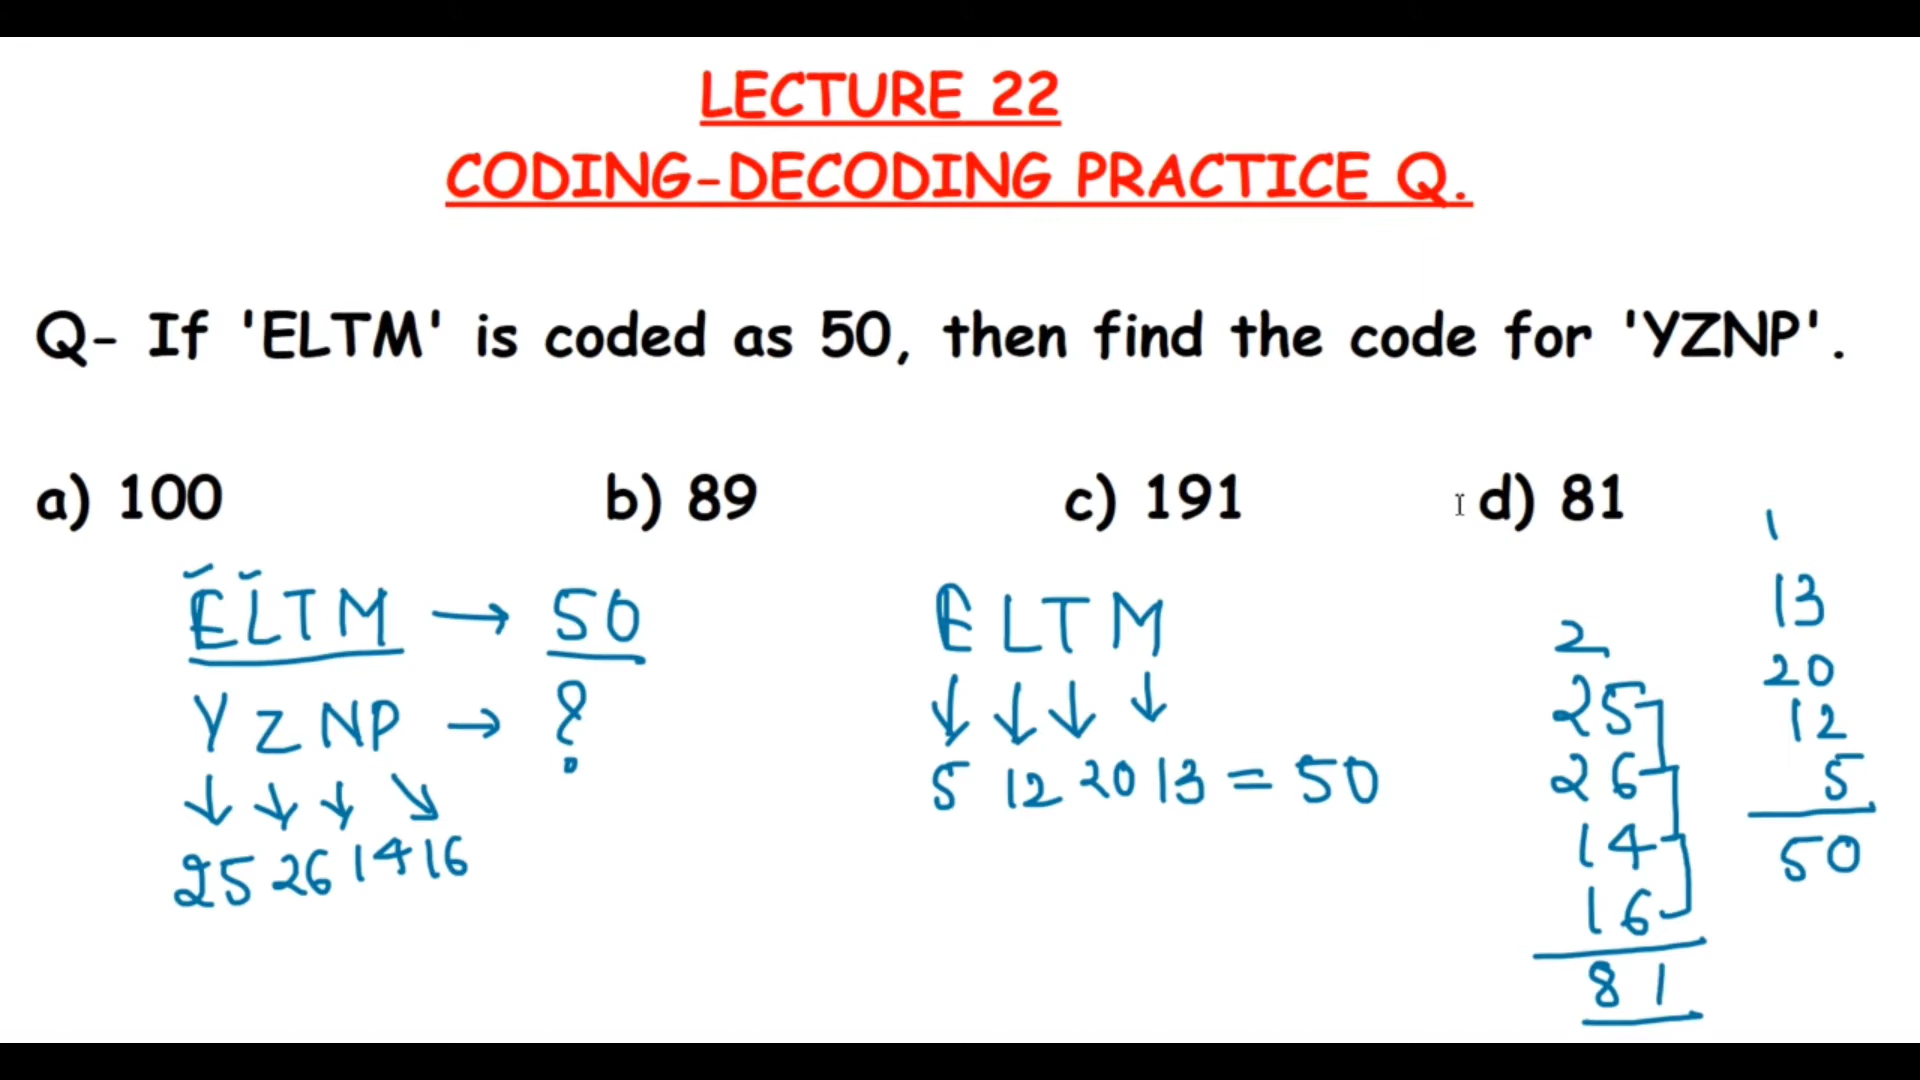 LECTURE 22
CODING-DECODING PRACTICE Q.
Q- If 'ELTM' is coded as 50, then find the code for 'YZNP'.
a) 100 b) 89 c) 191 d) 81
ELTM → 50
YZNP → ?
↓ ↓ ↓ ↘
25 26 14 16
ELTM
↓ ↓ ↓ ↓
5 12 20 13 = 50
2
25
26
14
16
81
1
13
20
12
5
50